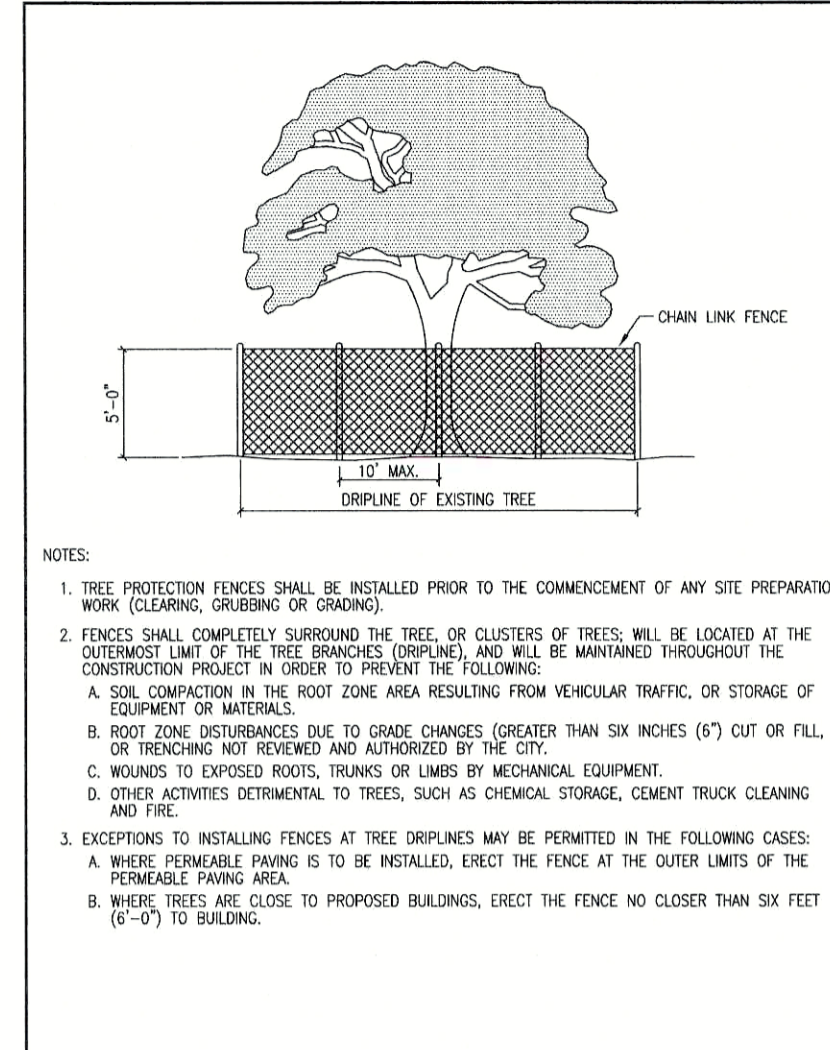 CHAIN LINK FENCE
5'-0"
10' MAX.
DRIPLINE OF EXISTING TREE
NOTES:
1. TREE PROTECTION FENCES SHALL BE INSTALLED PRIOR TO THE COMMENCEMENT OF ANY SITE PREPARATIO
WORK (CLEARING, GRUBBING OR GRADING).
2. FENCES SHALL COMPLETELY SURROUND THE TREE, OR CLUSTERS OF TREES; WILL BE LOCATED AT THE
OUTERMOST LIMIT OF THE TREE BRANCHES (DRIPLINE), AND WILL BE MAINTAINED THROUGHOUT THE
CONSTRUCTION PROJECT IN ORDER TO PREVENT THE FOLLOWING:
A. SOIL COMPACTION IN THE ROOT ZONE AREA RESULTING FROM VEHICULAR TRAFFIC, OR STORAGE OF
EQUIPMENT OR MATERIALS.
B. ROOT ZONE DISTURBANCES DUE TO GRADE CHANGES (GREATER THAN SIX INCHES (6") CUT OR FILL,
OR TRENCHING NOT REVIEWED AND AUTHORIZED BY THE CITY.
C. WOUNDS TO EXPOSED ROOTS, TRUNKS OR LIMBS BY MECHANICAL EQUIPMENT.
D. OTHER ACTIVITIES DETRIMENTAL TO TREES, SUCH AS CHEMICAL STORAGE, CEMENT TRUCK CLEANING
AND FIRE.
3. EXCEPTIONS TO INSTALLING FENCES AT TREE DRIPLINES MAY BE PERMITTED IN THE FOLLOWING CASES:
A. WHERE PERMEABLE PAVING IS TO BE INSTALLED, ERECT THE FENCE AT THE OUTER LIMITS OF THE
PERMEABLE PAVING AREA.
B. WHERE TREES ARE CLOSE TO PROPOSED BUILDINGS, ERECT THE FENCE NO CLOSER THAN SIX FEET
(6'-0") TO BUILDING.